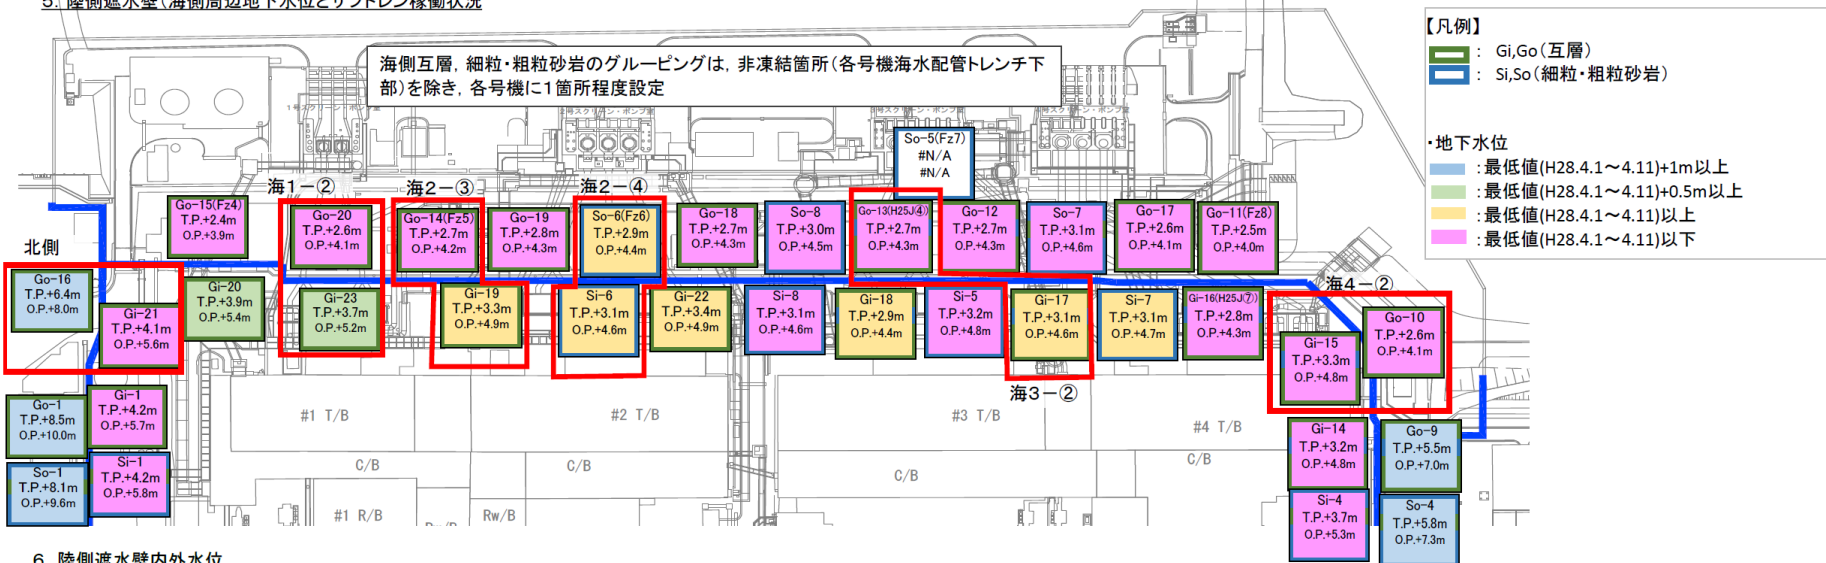 5. 陸側遮水壁(海側周辺地下水位とサブドレン稼働状況
海側互層，細粒・粗粒砂岩のグルーピングは，非凍結箇所(各号機海水配管トレンチ下
部)を除き，各号機に1箇所程度設定
【凡例】
： Gi,Go(互層)
： Si,So(細粒・粗粒砂岩)
・地下水位
:最低値(H28.4.1～4.11)+1m以上
:最低値(H28.4.1～4.11)+0.5m以上
:最低値(H28.4.1～4.11)以上
:最低値(H28.4.1～4.11)以下
So-5(Fz7)
#N/A
#N/A
海1-②
海2-③
海2-④
Go-15(Fz4)
T.P.+2.4m
O.P.+3.9m
Go-20
T.P.+2.6m
O.P.+4.1m
Go-14(Fz5)
T.P.+2.7m
O.P.+4.2m
Go-19
T.P.+2.8m
O.P.+4.3m
So-6(Fz6)
T.P.+2.9m
O.P.+4.4m
Go-18
T.P.+2.7m
O.P.+4.3m
So-8
T.P.+3.0m
O.P.+4.5m
Go-13(H25J④)
T.P.+2.7m
O.P.+4.3m
Go-12
T.P.+2.7m
O.P.+4.3m
So-7
T.P.+3.1m
O.P.+4.6m
Go-17
T.P.+2.6m
O.P.+4.1m
Go-11(Fz8)
T.P.+2.5m
O.P.+4.0m
北側
Go-16
T.P.+6.4m
O.P.+8.0m
Gi-21
T.P.+4.1m
O.P.+5.6m
Gi-20
T.P.+3.9m
O.P.+5.4m
Gi-23
T.P.+3.7m
O.P.+5.2m
Gi-19
T.P.+3.3m
O.P.+4.9m
Si-6
T.P.+3.1m
O.P.+4.6m
Gi-22
T.P.+3.4m
O.P.+4.9m
Si-8
T.P.+3.1m
O.P.+4.6m
Gi-18
T.P.+2.9m
O.P.+4.4m
Si-5
T.P.+3.2m
O.P.+4.8m
Gi-17
T.P.+3.1m
O.P.+4.6m
Si-7
T.P.+3.1m
O.P.+4.7m
Gi-16(H25J⑦)
T.P.+2.8m
O.P.+4.3m
海4-②
Gi-15
T.P.+3.3m
O.P.+4.8m
Go-10
T.P.+2.6m
O.P.+4.1m
海3-②
Go-1
T.P.+8.5m
O.P.+10.0m
Gi-1
T.P.+4.2m
O.P.+5.7m
#1 T/B
#2 T/B
#3 T/B
#4 T/B
Gi-14
T.P.+3.2m
O.P.+4.8m
Go-9
T.P.+5.5m
O.P.+7.0m
So-1
T.P.+8.1m
O.P.+9.6m
Si-1
T.P.+4.2m
O.P.+5.8m
C/B
C/B
C/B
C/B
Si-4
T.P.+3.7m
O.P.+5.3m
So-4
T.P.+5.8m
O.P.+7.3m
#1 R/B
Rw/B
6. 陸側遮水壁内外水位